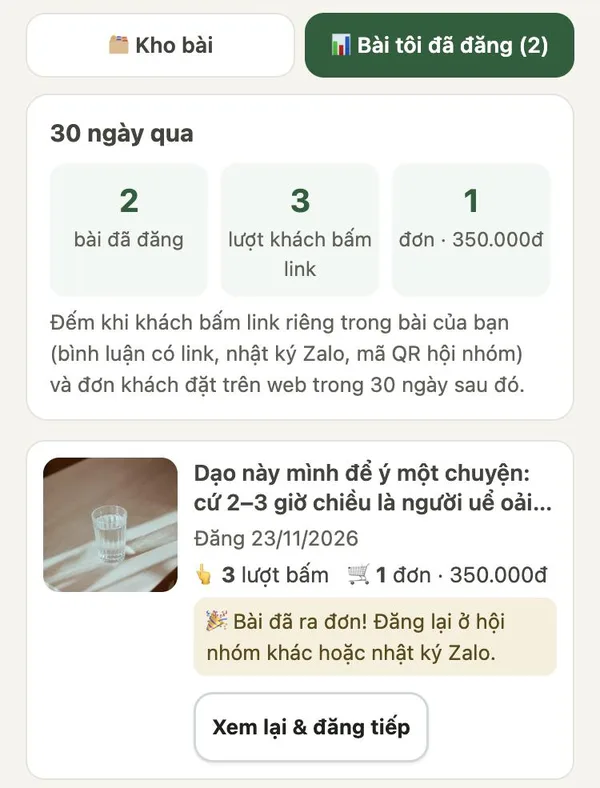 Kho bài
Bài tôi đã đăng (2)
30 ngày qua
2
bài đã đăng
3
lượt khách bấm
link
1
đơn · 350.000đ
Đếm khi khách bấm link riêng trong bài của bạn
(bình luận có link, nhật ký Zalo, mã QR hội nhóm)
và đơn khách đặt trên web trong 30 ngày sau đó.
Dạo này mình để ý một chuyện:
cứ 2–3 giờ chiều là người uể oải...
Đăng 23/11/2026
3 lượt bấm
1 đơn · 350.000đ
Bài đã ra đơn! Đăng lại ở hội
nhóm khác hoặc nhật ký Zalo.
Xem lại & đăng tiếp